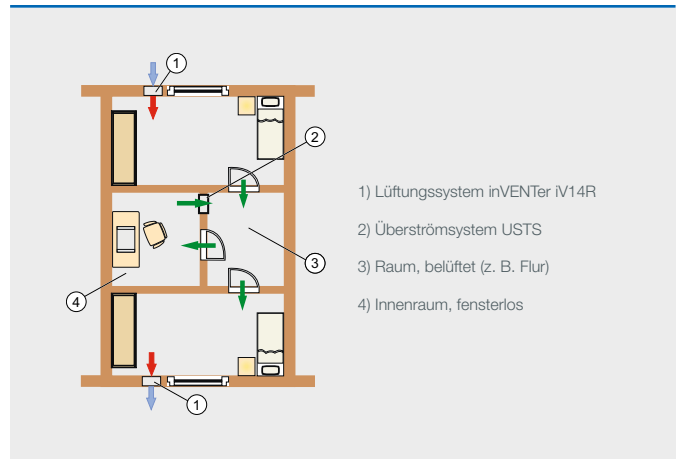 1
2
3
4
1
1) Lüftungssystem inVENTer iV14R
2) Überströmsystem USTS
3) Raum, belüftet (z. B. Flur)
4) Innenraum, fensterlos